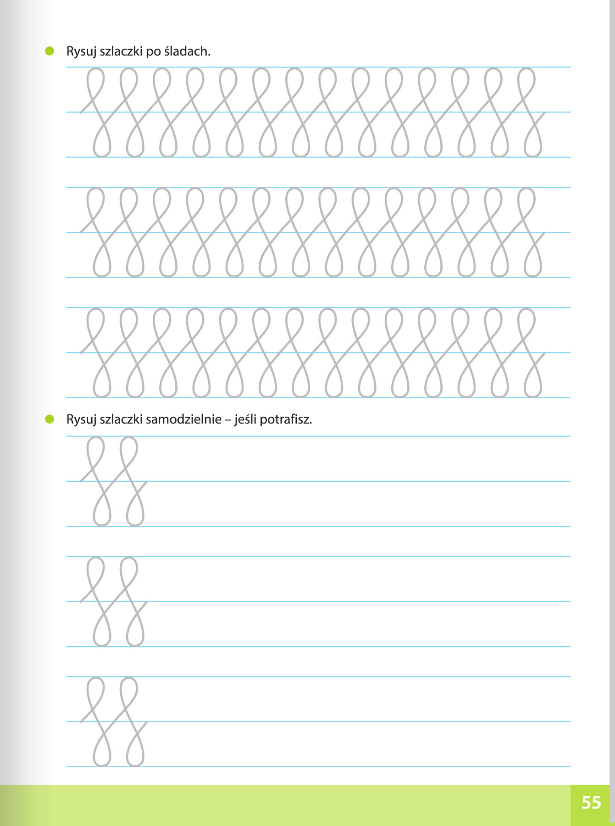 Rysuj szlaczki po śladach.
Rysuj szlaczki samodzielnie – jeśli potrafisz.
55